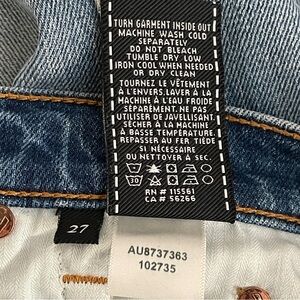 TURN GARMENT INSIDE OUT
MACHINE WASH COLD
SEPARATELY
DO NOT BLEACH
TUMBLE DRY LOW
IRON COOL WHEN NEEDED
OR DRY CLEAN
TOURNEZ LE VÊTEMENT
À L'ENVERS.LAVER À LA
MACHINE À L'EAU FROIDE
SÉPARÉMENT.NE PAS
UTILISER DE JAVELLISANT.
SÉCHER À LA MACHINE
À BASSE TEMPÉRATURE.
REPASSER AU FER TIÈDE
SI NÉCESSAIRE
OU NETTOYER À SEC.
30
RN # 115561
CA # 56266
27
AU8737363
102735